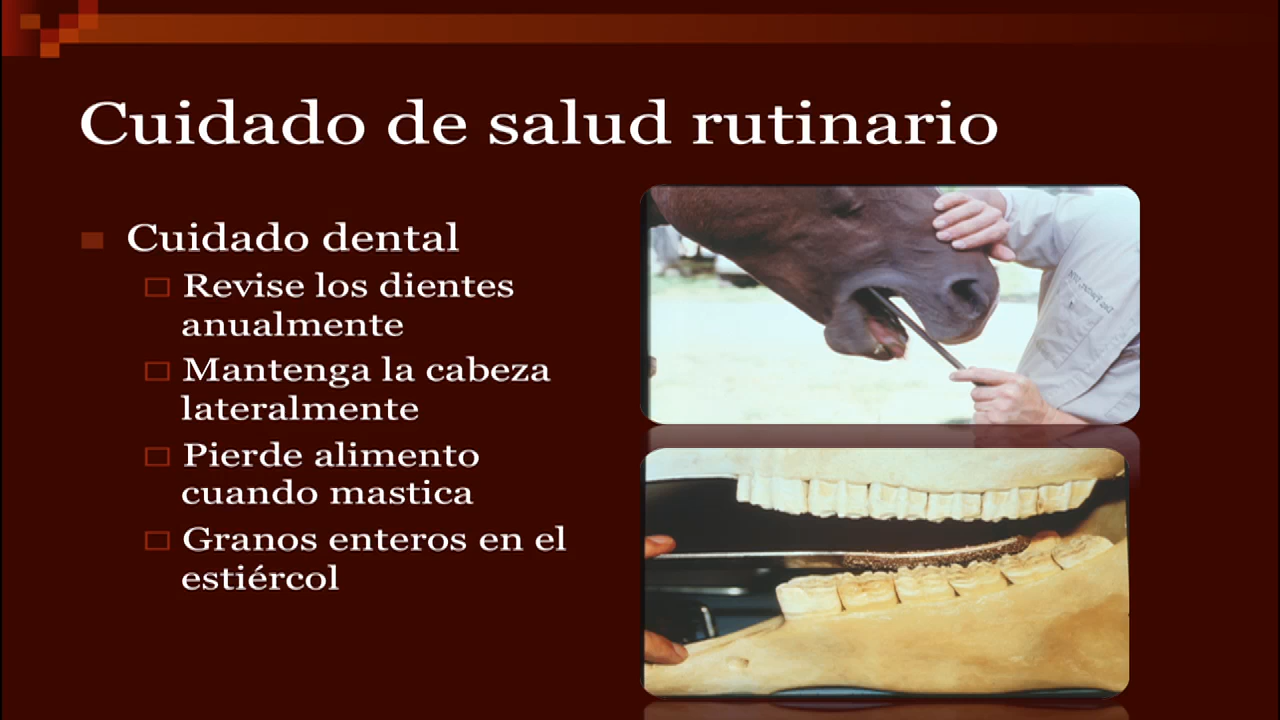 Cuidado de salud rutinario
Cuidado dental
Revise los dientes
anualmente
Mantenga la cabeza
lateralmente
Pierde alimento
cuando mastica
Granos enteros en el
estiércol